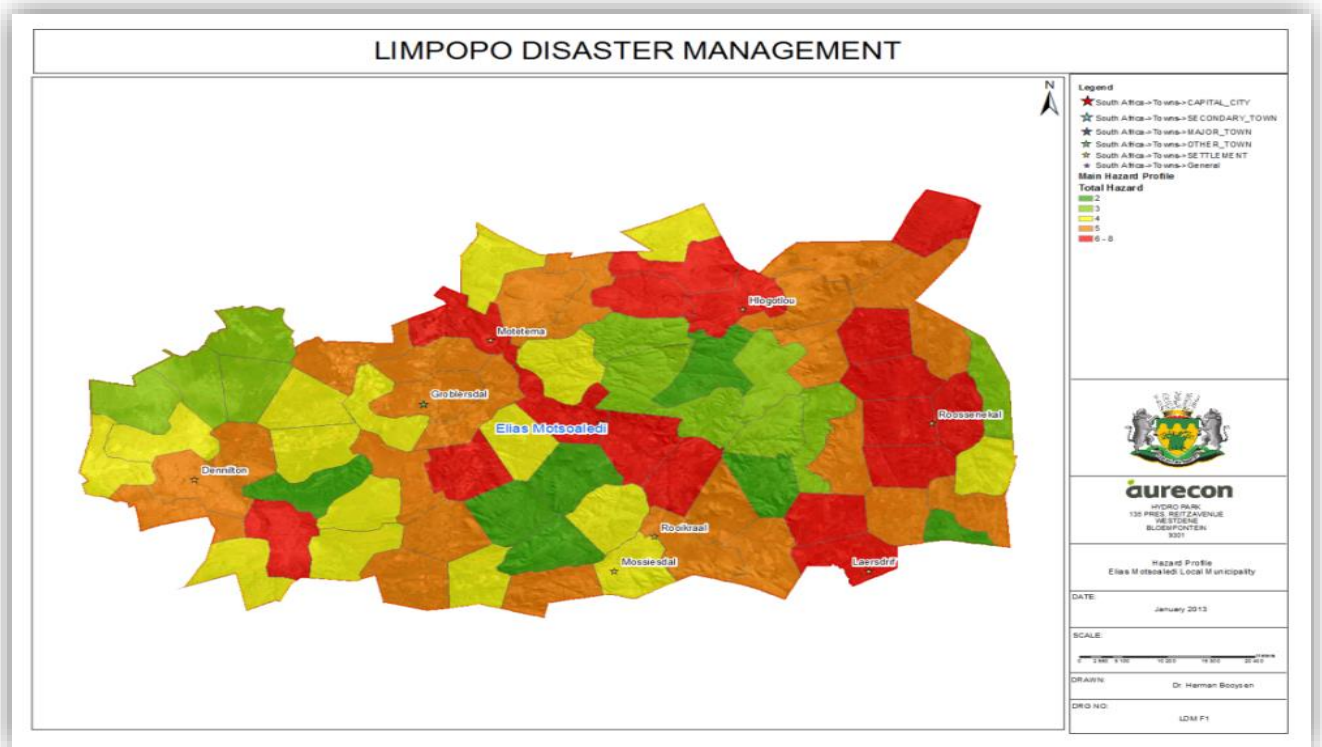 LIMPOPO DISASTER MANAGEMENT
N
Hlogotlou
Motetema
Groblersdal
Roossenekal
Elias Motsoaledi
Dennilton
Rooikraal
Mossiesdal
Laersdrif
Legend
South Africa->Towns->CAPITAL_CITY
South Africa->Towns->SECONDARY_TOWN
South Africa->Towns->MAJOR_TOWN
South Africa->Towns->OTHER_TOWN
South Africa->Towns->SETTLEMENT
South Africa->Towns->General
Main Hazard Profile
Total Hazard
2
3
4
5
6 - 8
aurecon
HYDRO PARK
135 PRES. REITZ AVENUE
WESTDENE
BLOEMFONTEIN
9301
Hazard Profile
Elias Motsoaledi Local Municipality
DATE:
January 2013
SCALE:
0
DRAWN:
Dr. Herman Booysen
DRG NO:
LDM F1